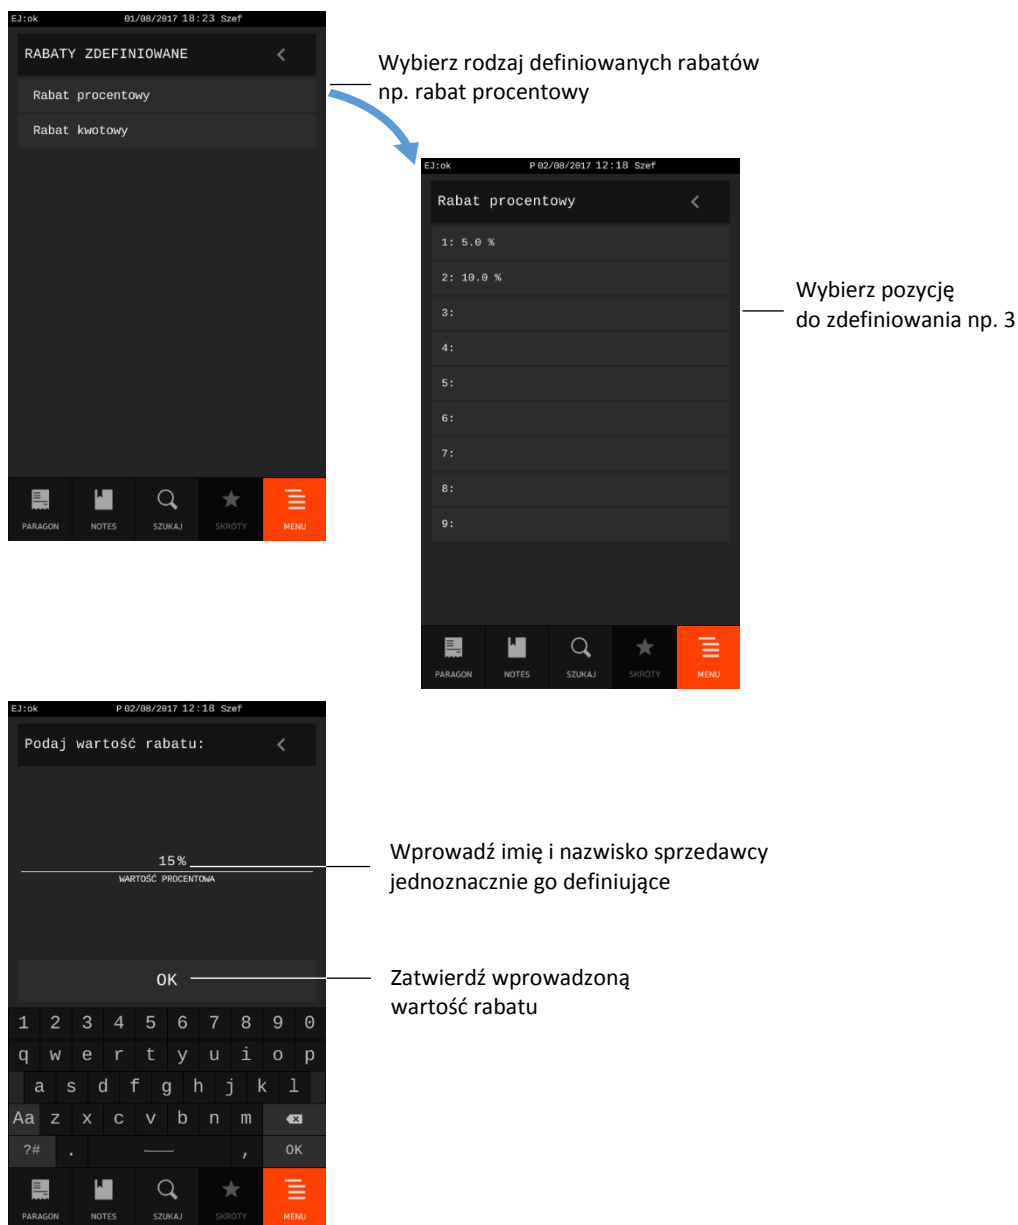 EJ:ok 01/08/2017 18:23 Szef
RABATY ZDEFINIOWANE
Rabat procentowy
Rabat kwotowy
PARAGON NOTES SZUKAJ SKRÓTY MENU
Wybierz rodzaj definiowanych rabatów
np. rabat procentowy
EJ:ok P 02/08/2017 12:18 Szef
Rabat procentowy
1: 5.0 %
2: 10.0 %
3:
4:
5:
6:
7:
8:
9:
PARAGON NOTES SZUKAJ SKRÓTY MENU
Wybierz pozycję
do zdefiniowania np. 3
EJ:ok P 02/08/2017 12:18 Szef
Podaj wartość rabatu:
15%
WARTOŚĆ PROCENTOWA
OK
1 2 3 4 5 6 7 8 9 0
q w e r t y u i o p
a s d f g h j k l
Aa z x c v b n m
?# . , OK
PARAGON NOTES SZUKAJ SKRÓTY MENU
Wprowadź imię i nazwisko sprzedawcy
jednoznacznie go definiujące
Zatwierdź wprowadzoną
wartość rabatu